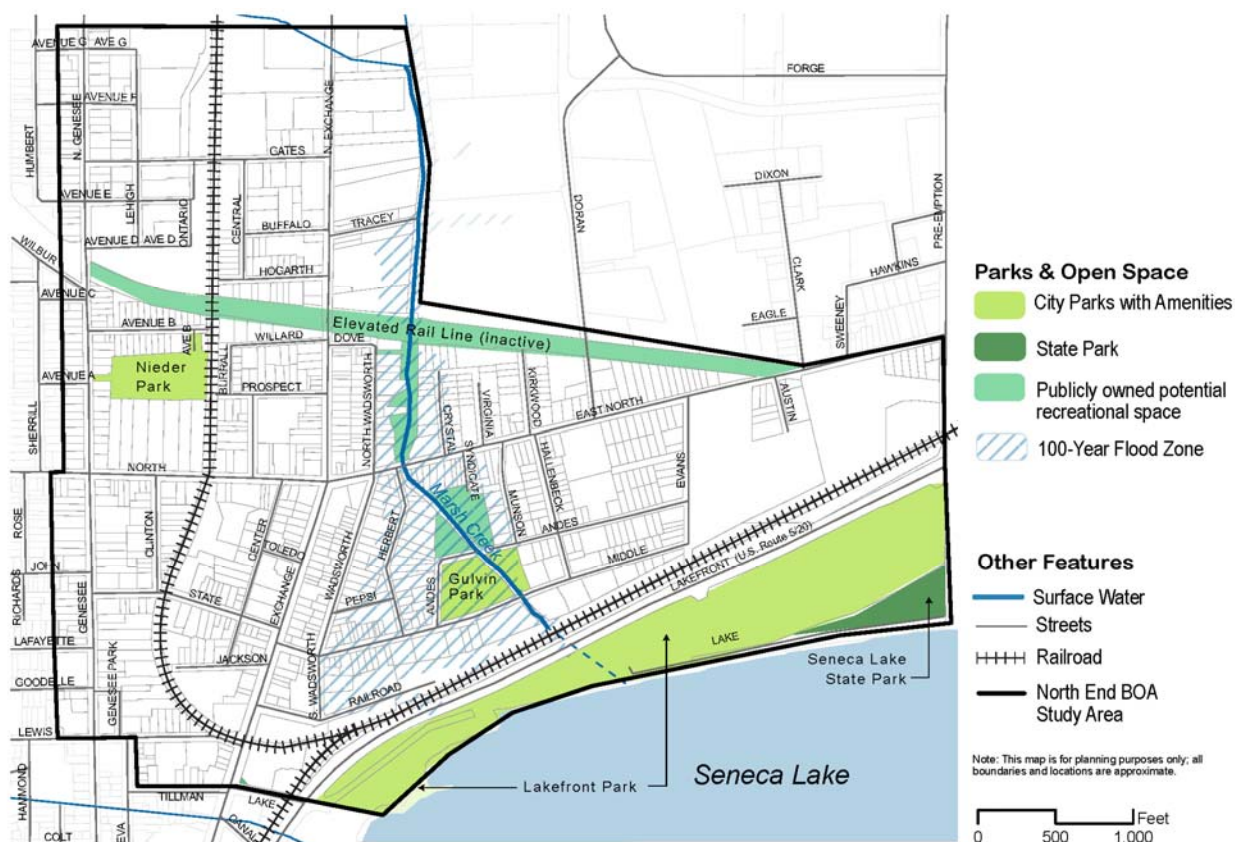 AVENUE G
AVE G
AVENUE F
HUMBERT
N. GENESEE
N. EXCHANGE
FORGE
GATES
AVENUE E
LEHIGH
ONTARIO
CENTRAL
BUFFALO
TRACEY
DIXON
DORAN
PRE-EMPTION
WILBUR
AVENUE D
AVE D
HOGARTH
CLARK
HAWKINS
SWEENEY
EAGLE
AVENUE C
AVENUE B
AVE B
WILLARD
DOVE
Elevated Rail Line (inactive)
Nieder
Park
AVENUE A
BURRALL
PROSPECT
SHERRILL
NORTH WADSWORTH
CRYSTAL
VIRGINIA
KIRKWOOD
EAST NORTH
AUSTIN
NORTH
SYNDICATE
HALLENBECK
MUNSON
EVANS
ROSE
CLINTON
CENTER
TOLEDO
WADSWORTH
HERBERT
Marsh Creek
ANDES
MIDDLE
JOHN
RICHARDS
GENESEE
STATE
EXCHANGE
PEPSI
ANDES
Gulvin
Park
LAKEFRONT (U.S. Route 5/20)
LAFAYETTE
JACKSON
GENESEE PARK
S. WADSWORTH
RAILROAD
GOODELLE
LAKE
Seneca Lake
State Park
LEWIS
HAMMOND
TILLMAN
LAKE
Lakefront Park
Seneca Lake
COLT
EVA
Parks & Open Space
City Parks with Amenities
State Park
Publicly owned potential
recreational space
100-Year Flood Zone
Other Features
Surface Water
Streets
Railroad
North End BOA
Study Area
Note: This map is for planning purposes only; all
boundaries and locations are approximate.
Feet
0 500 1,000